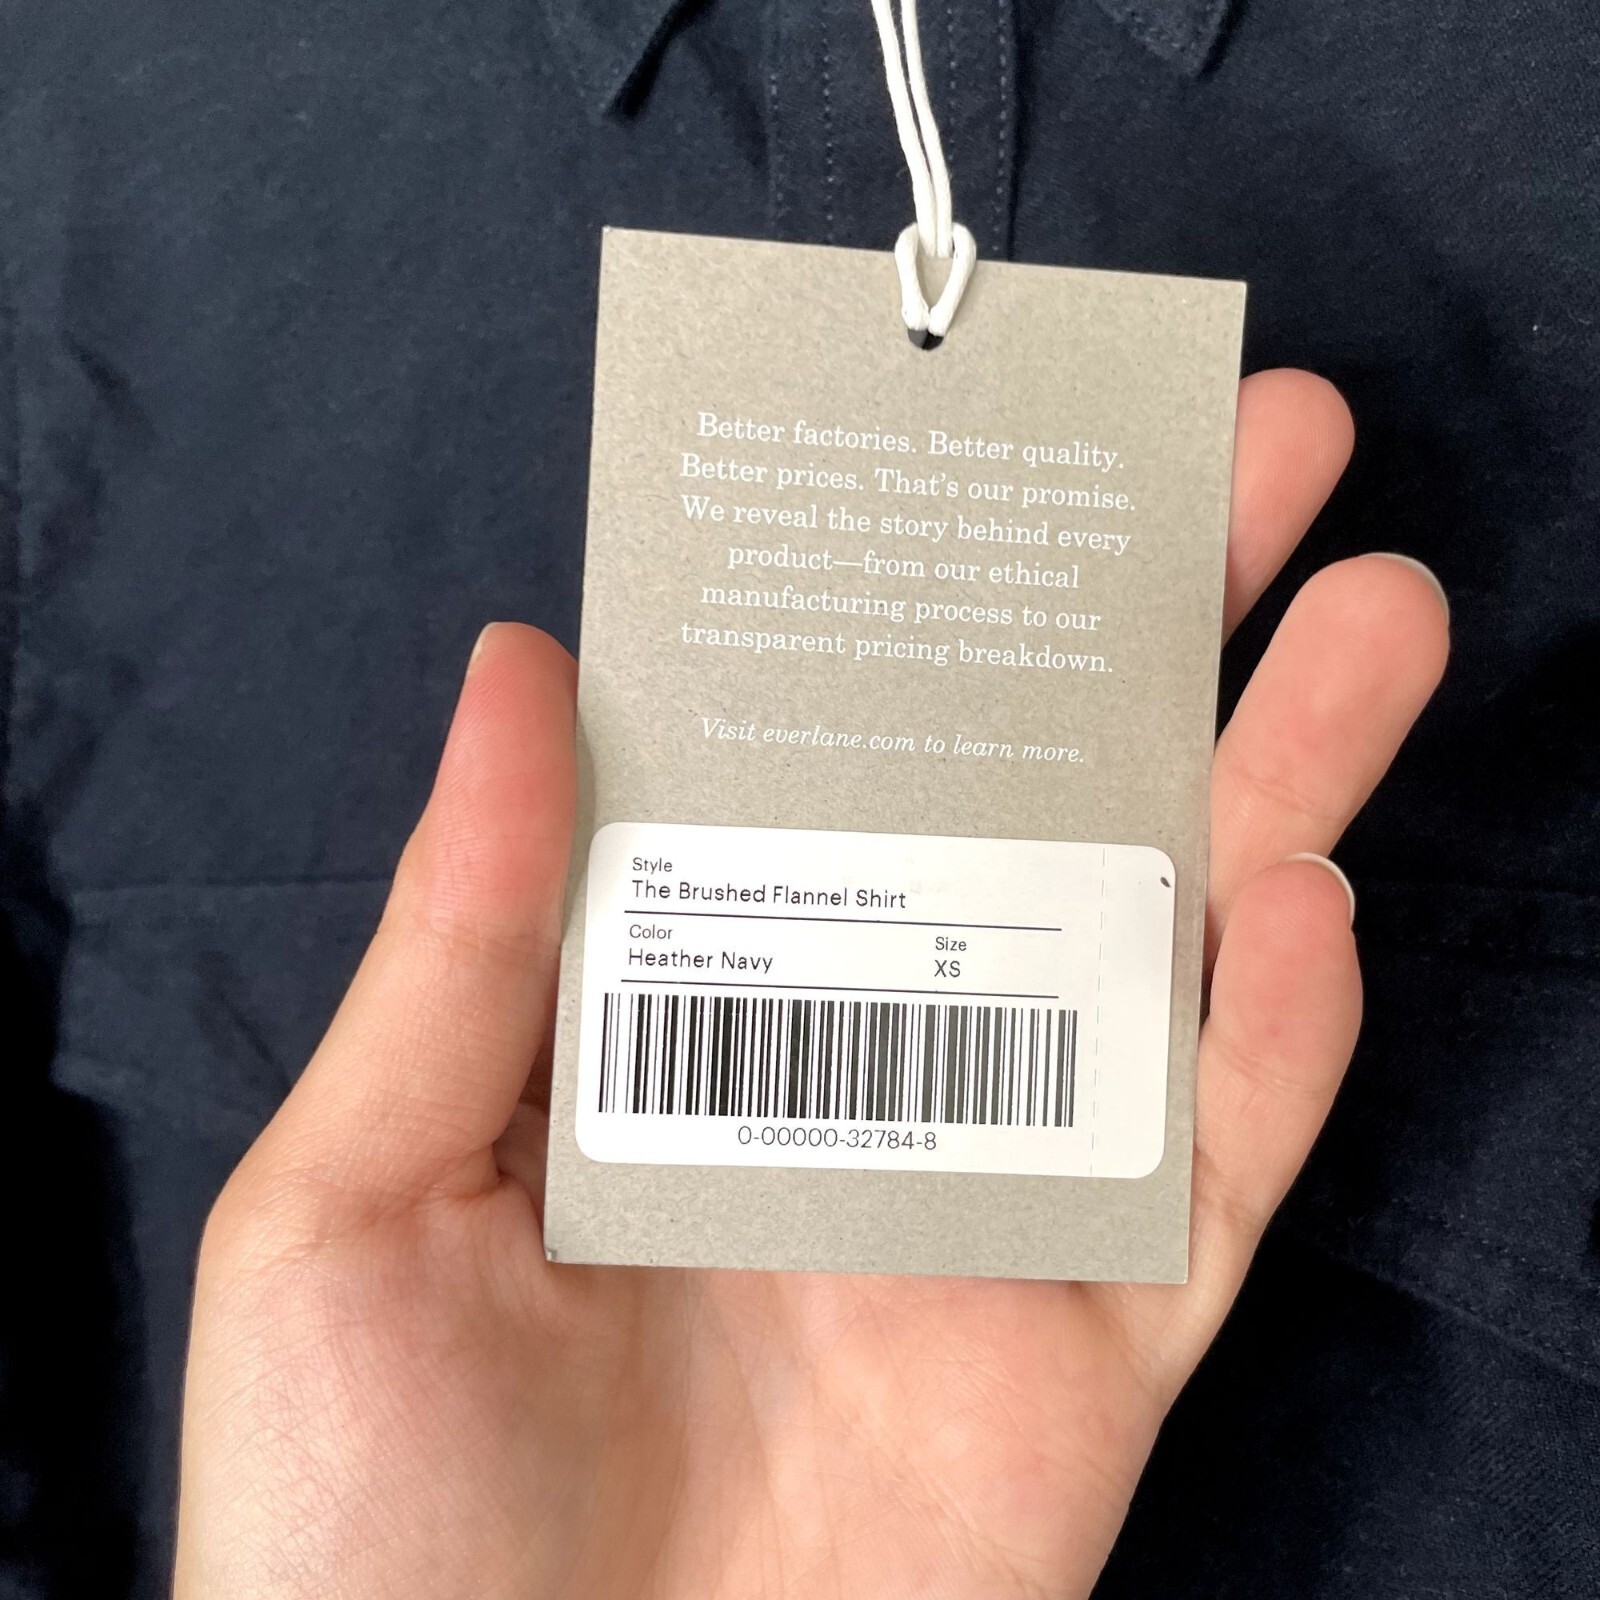 Better factories. Better quality.
Better prices. That's our promise.
We reveal the story behind every
product—from our ethical
manufacturing process to our
transparent pricing breakdown.
Visit everlane.com to learn more.
Style
The Brushed Flannel Shirt
Color
Heather Navy
Size
XS
0-00000-32784-8